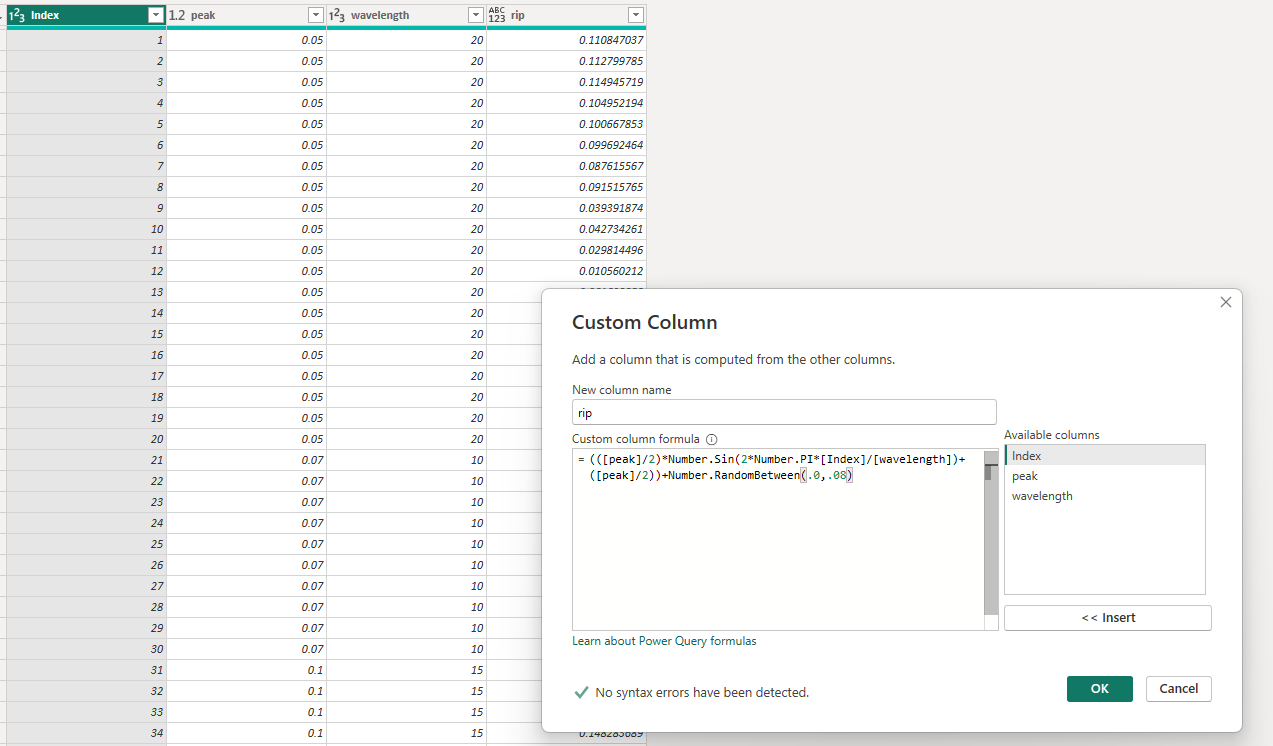 1²3 Index 1.2 peak 1²3 wavelength ABC 123 rip
1 0.05 20 0.110847037
2 0.05 20 0.112799785
3 0.05 20 0.114945719
4 0.05 20 0.104952194
5 0.05 20 0.100667853
6 0.05 20 0.099692464
7 0.05 20 0.087615567
8 0.05 20 0.091515765
9 0.05 20 0.039391874
10 0.05 20 0.042734261
11 0.05 20 0.029814496
12 0.05 20 0.010560212
13 0.05 20
14 0.05 20
15 0.05 20
16 0.05 20
17 0.05 20
18 0.05 20
19 0.05 20
20 0.05 20
21 0.07 10
22 0.07 10
23 0.07 10
24 0.07 10
25 0.07 10
26 0.07 10
27 0.07 10
28 0.07 10
29 0.07 10
30 0.07 10
31 0.1 15
32 0.1 15
33 0.1 15
34 0.1 15
Custom Column
Add a column that is computed from the other columns.
New column name
rip
Custom column formula
= (([peak]/2)*Number.Sin(2*Number.PI*[Index]/[wavelength])+
([peak]/2))+Number.RandomBetween(.0,.08)
Available columns
Index
peak
wavelength
<< Insert
Learn about Power Query formulas
No syntax errors have been detected.
OK
Cancel